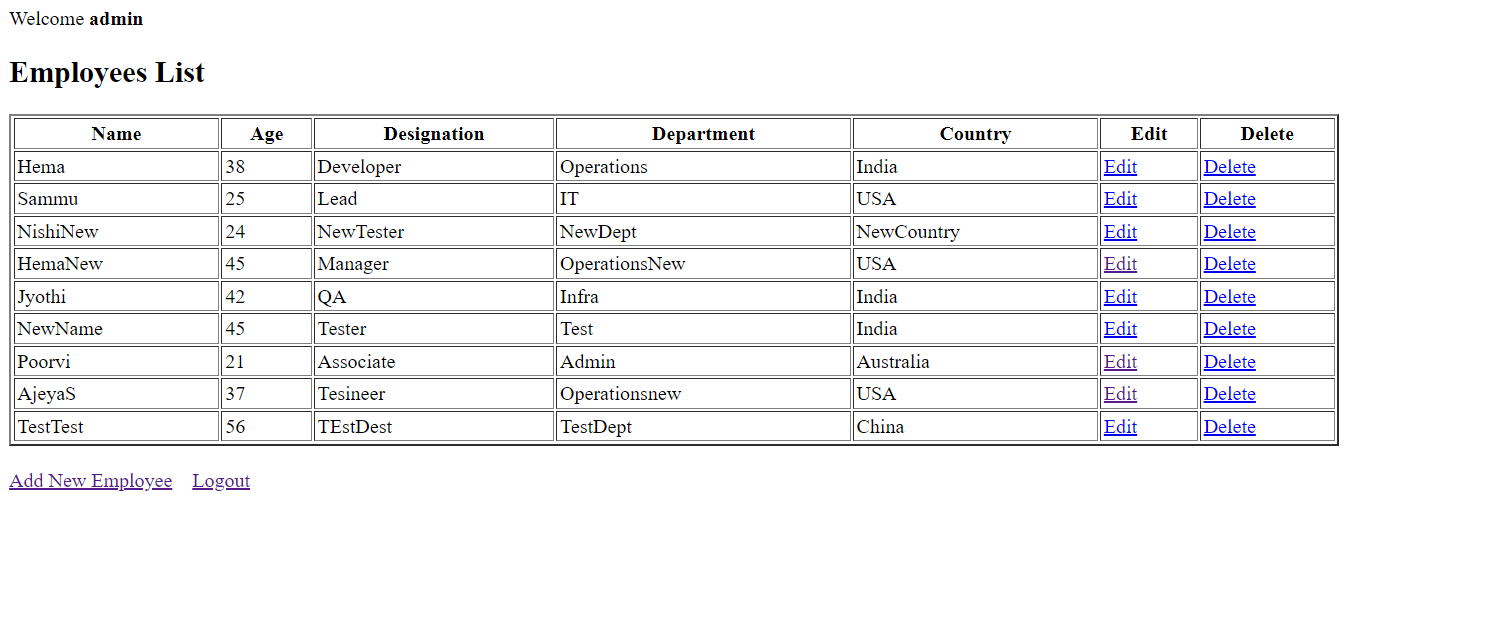 Welcome admin
Employees List
Name Age Designation Department Country Edit Delete
Hema 38 Developer Operations India Edit Delete
Sammu 25 Lead IT USA Edit Delete
NishiNew 24 NewTester NewDept NewCountry Edit Delete
HemaNew 45 Manager OperationsNew USA Edit Delete
Jyothi 42 QA Infra India Edit Delete
NewName 45 Tester Test India Edit Delete
Poorvi 21 Associate Admin Australia Edit Delete
AjeyaS 37 Tesineer Operationsnew USA Edit Delete
TestTest 56 TEstDest TestDept China Edit Delete
Add New Employee Logout